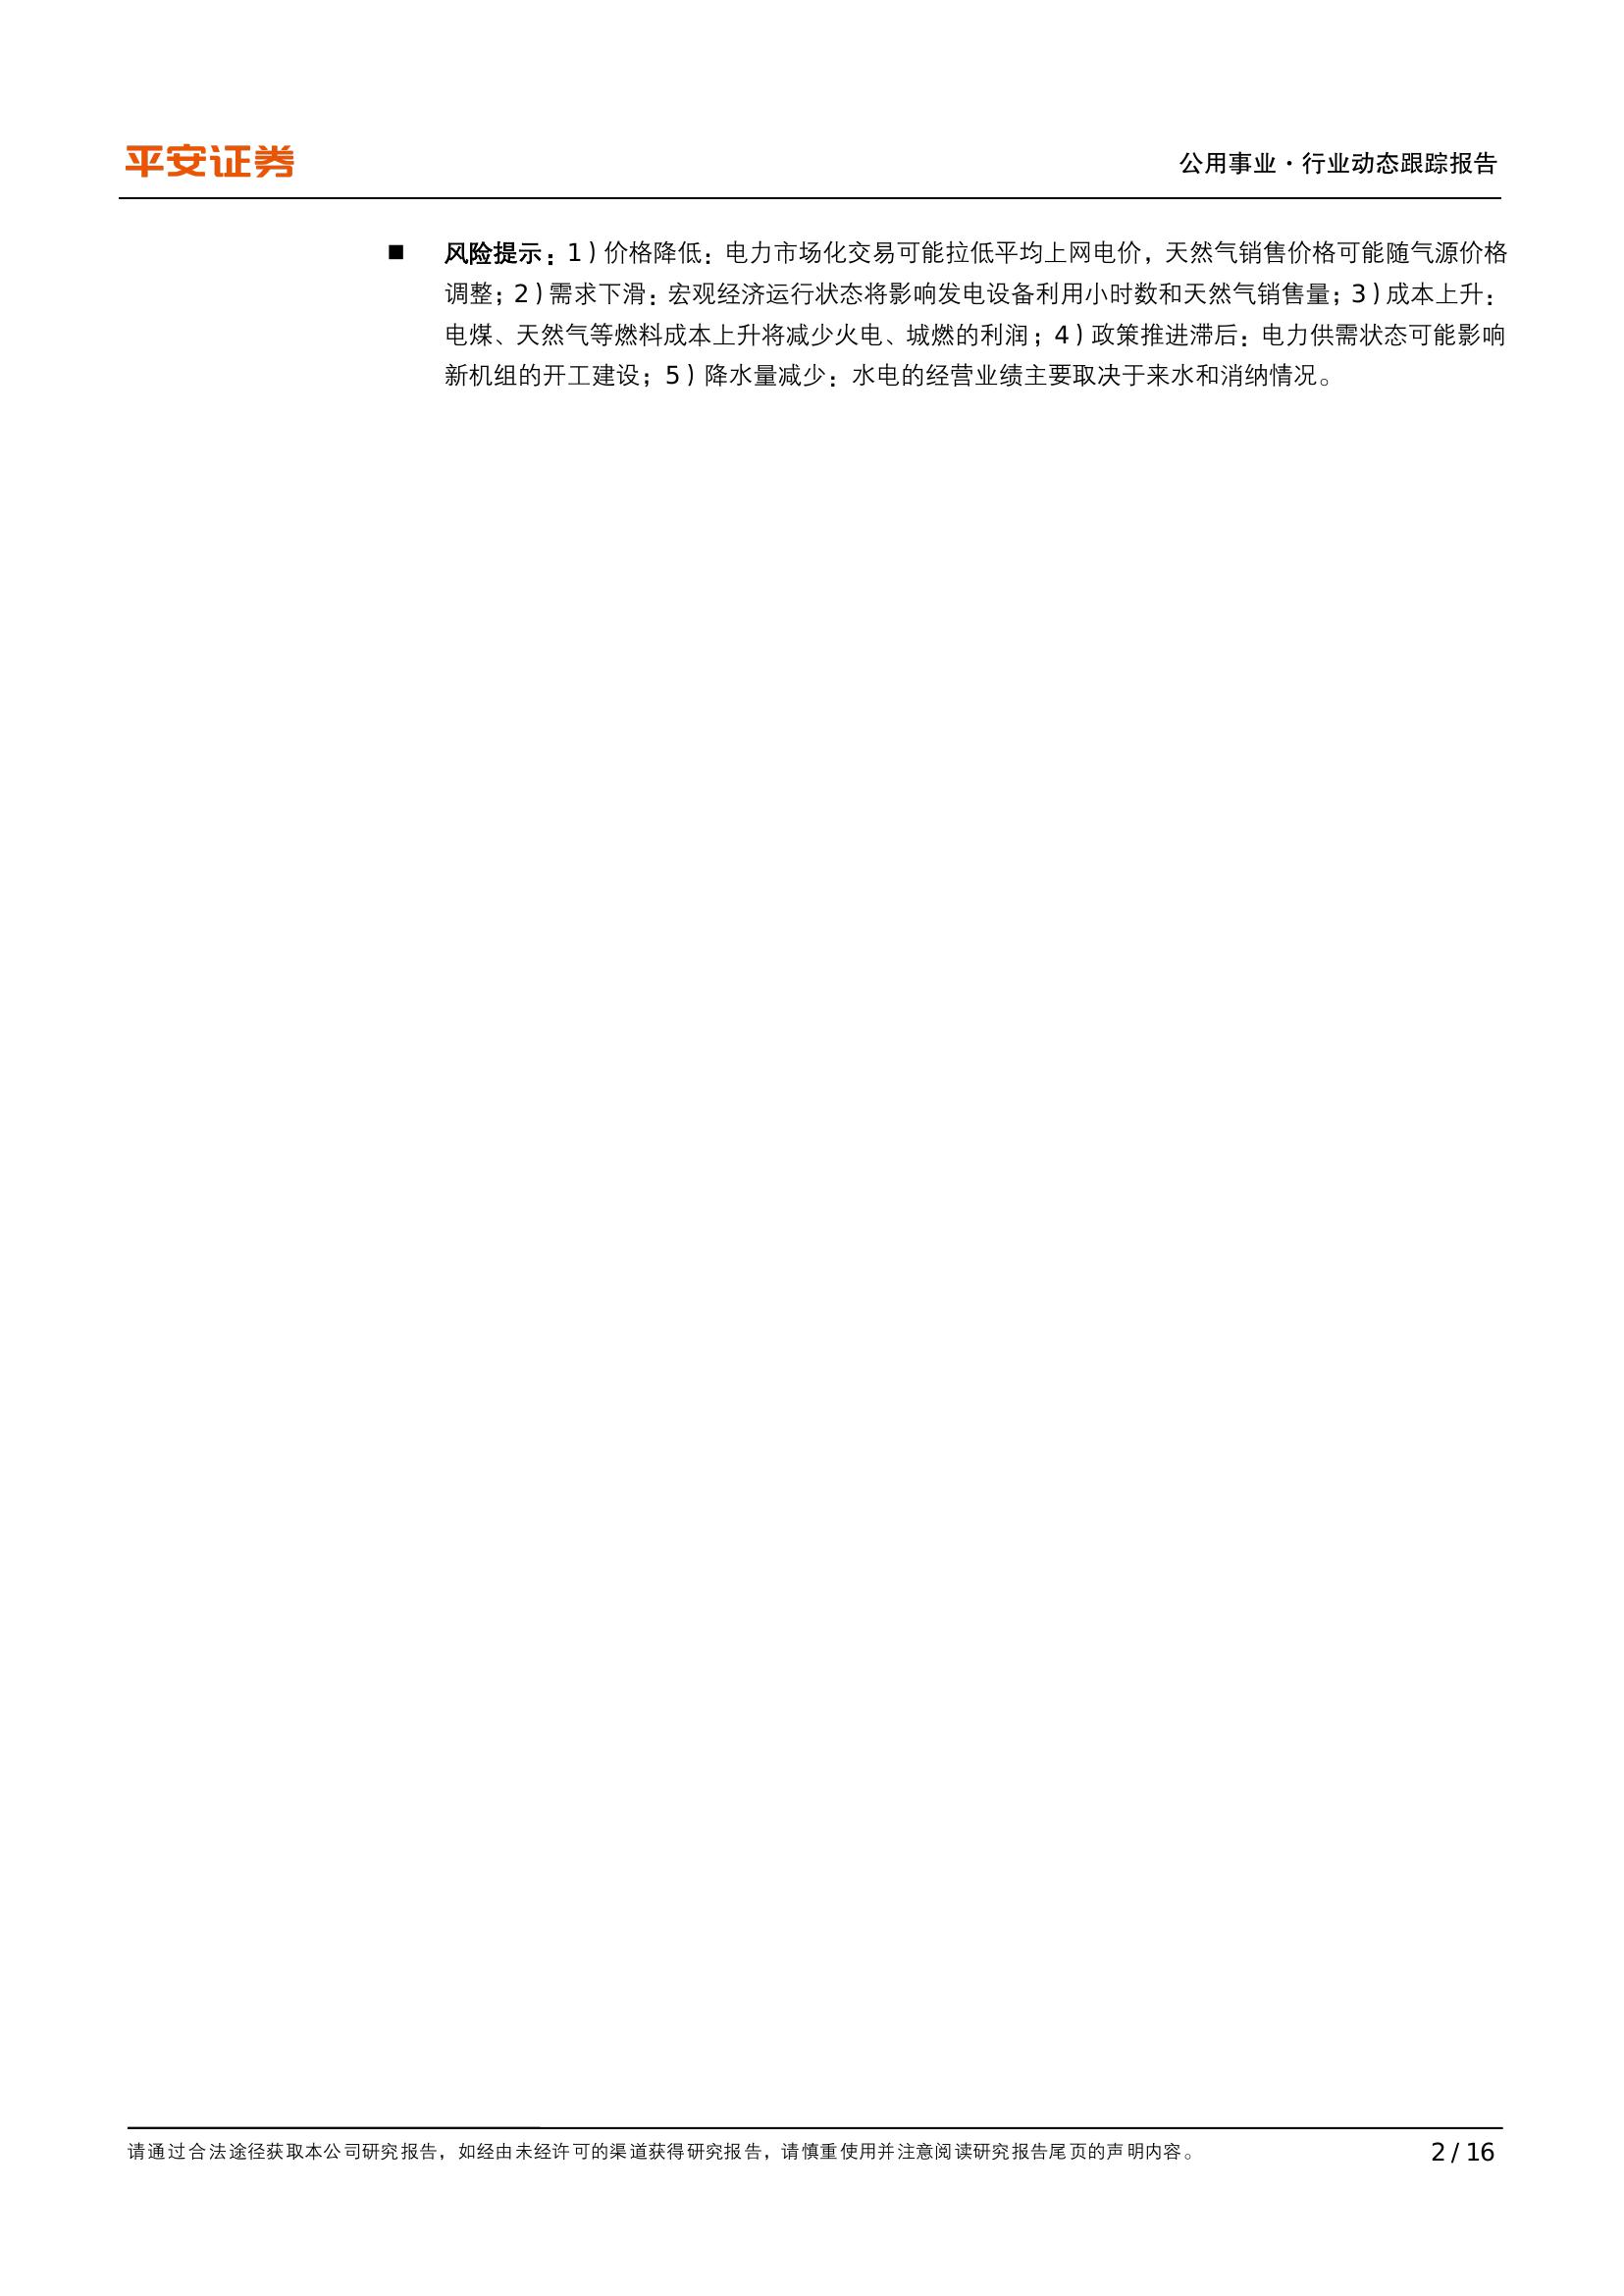 平安证券
公用事业·行业动态跟踪报告
■ 风险提示：1）价格降低：电力市场化交易可能拉低平均上网电价，天然气销售价格可能随气源价格
调整；2）需求下滑：宏观经济运行状态将影响发电设备利用小时数和天然气销售量；3）成本上升：
电煤、天然气等燃料成本上升将减少火电、城燃的利润；4）政策推进滞后：电力供需状态可能影响
新机组的开工建设；5）降水量减少：水电的经营业绩主要取决于来水和消纳情况。
请通过合法途径获取本公司研究报告，如经由未经许可的渠道获得研究报告，请慎重使用并注意阅读研究报告尾页的声明内容。
2 / 16